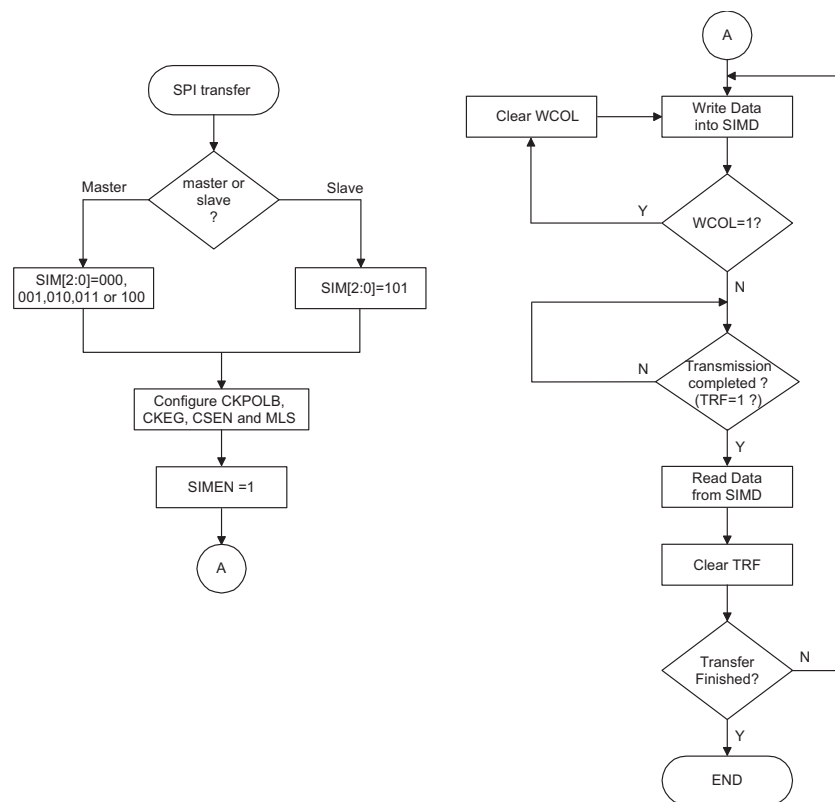 SPI transfer
master or
slave
?
Master
Slave
SIM[2:0]=000,
001,010,011 or 100
SIM[2:0]=101
Configure CKPOLB,
CKEG, CSEN and MLS
SIMEN =1
A
A
Write Data
into SIMD
Clear WCOL
WCOL=1?
Y
N
Transmission
completed ?
(TRF=1 ?)
N
Y
Read Data
from SIMD
Clear TRF
Transfer
Finished?
N
Y
END